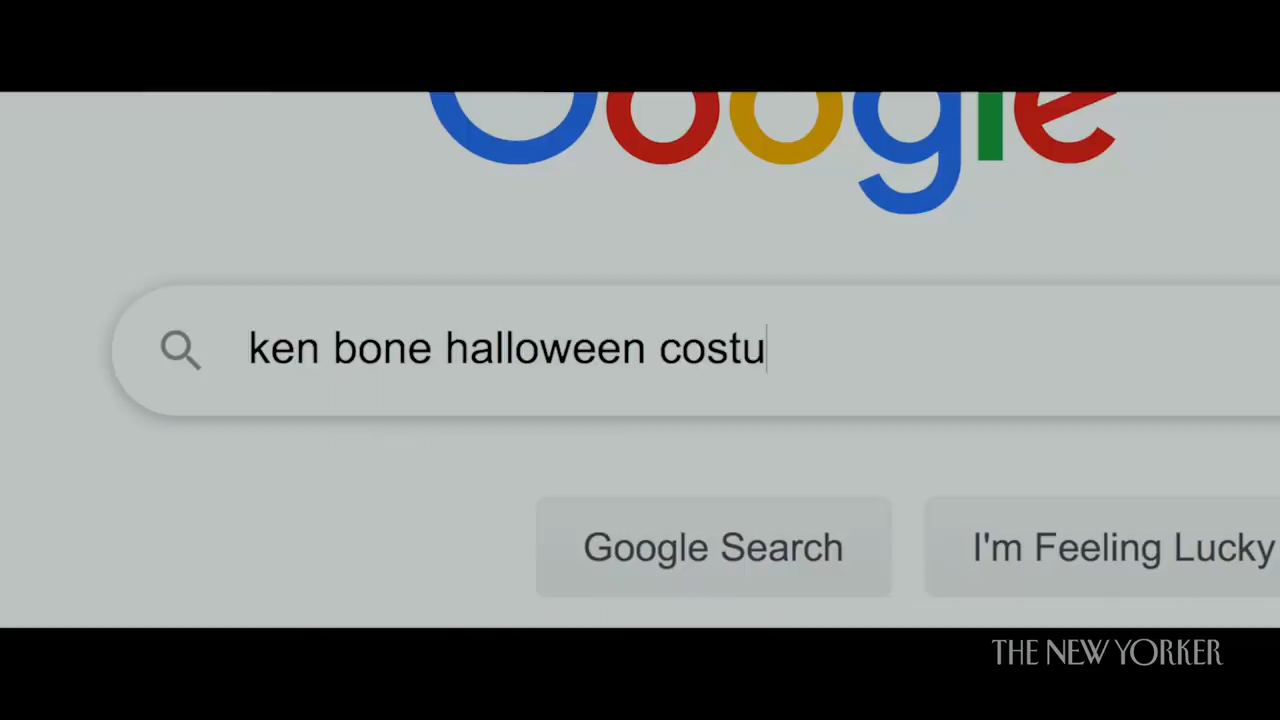 Google
ken bone halloween costu
Google Search
I'm Feeling Lucky
THE NEW YORKER